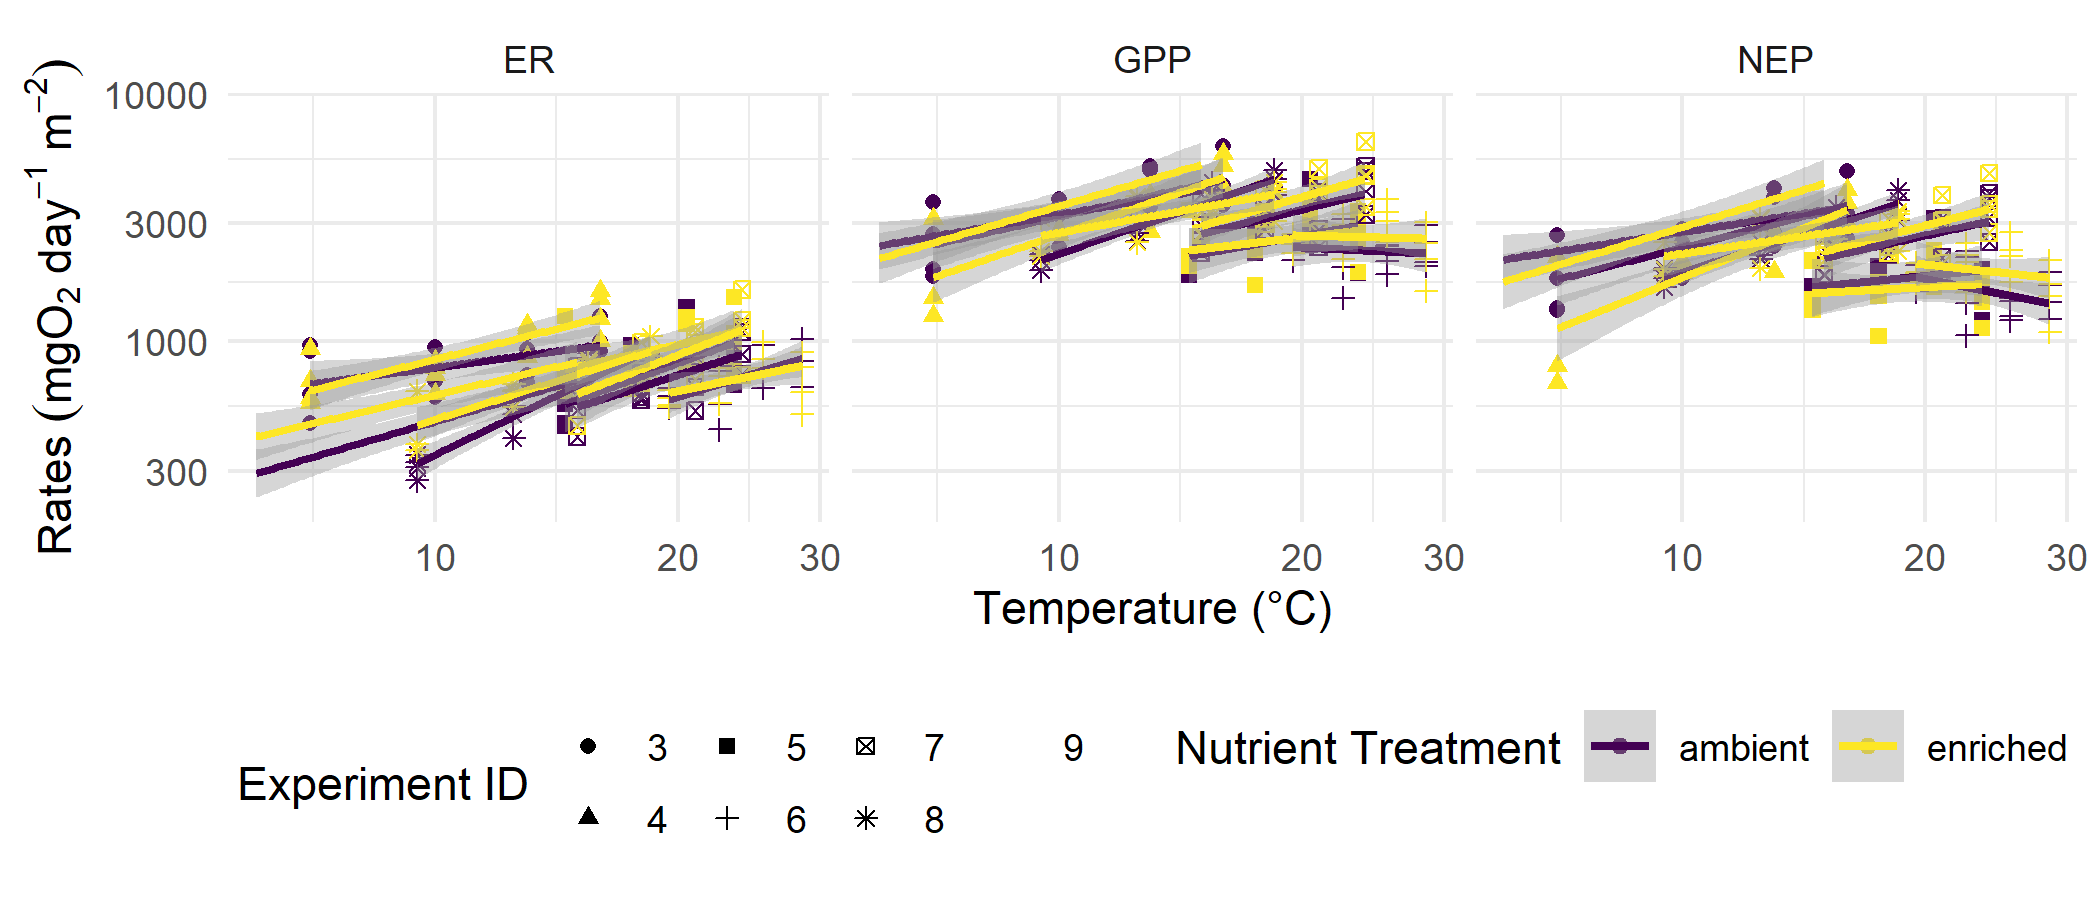 ER GPP NEP
10000
3000
1000
300
Rates (mgO₂ day⁻¹ m⁻²)
10 20 30 10 20 30 10 20 30
Temperature (°C)
Experiment ID
3 5 7 9
4 6 8
Nutrient Treatment ambient enriched